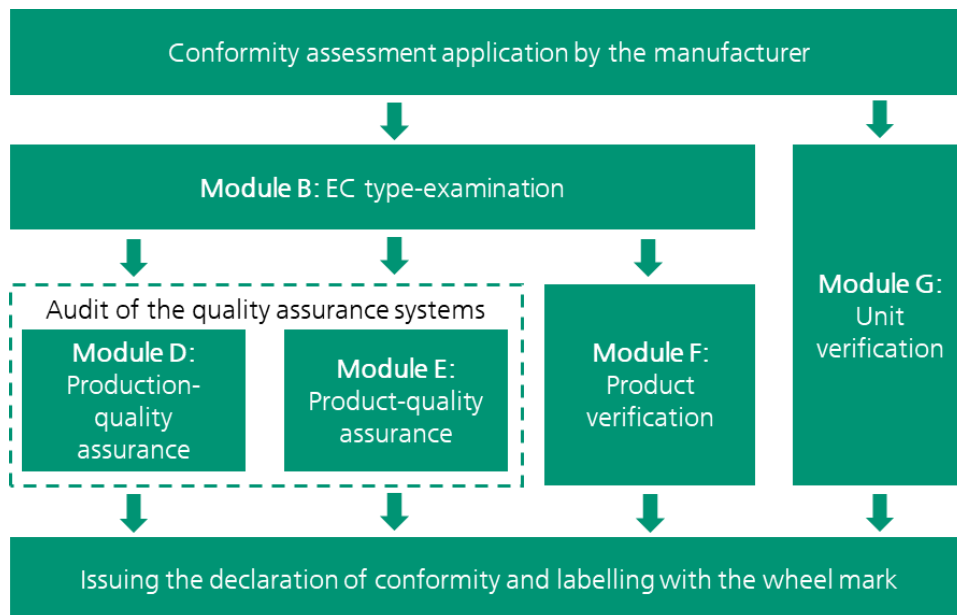 Conformity assessment application by the manufacturer
Module B: EC type-examination
Audit of the quality assurance systems
Module D:
Production-
quality
assurance
Module E:
Product-quality
assurance
Module F:
Product
verification
Module G:
Unit
verification
Issuing the declaration of conformity and labelling with the wheel mark